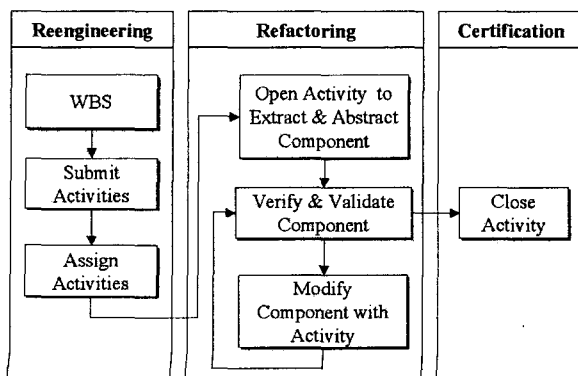 Reengineering
WBS
Submit
Activities
Assign
Activities
Refactoring
Open Activity to
Extract & Abstract
Component
Verify & Validate
Component
Modify
Component with
Activity
Certification
Close
Activity